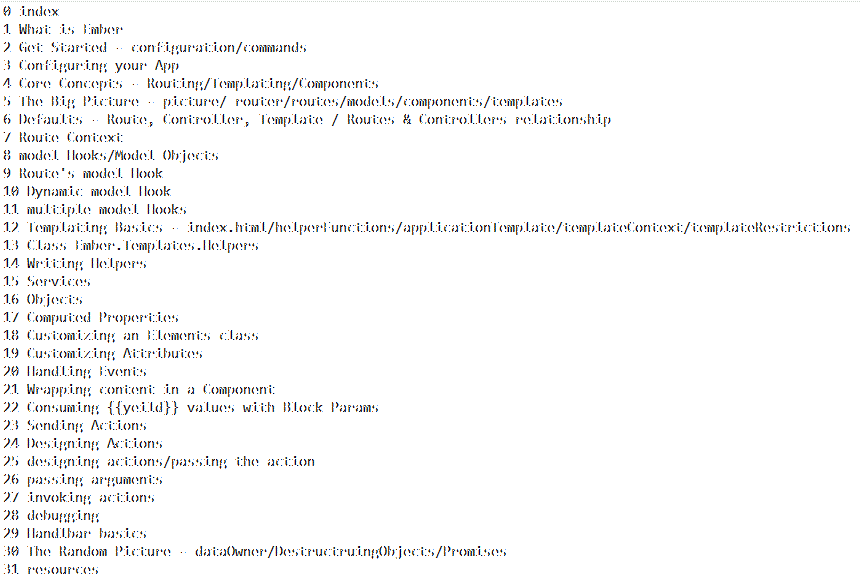 0 index
1 What is Ember
2 Get Started - configuration/commands
3 Configuring your App
4 Core Concepts - Routing/Templating/Components
5 The Big Picture - picture/ router/routes/models/components/templates
6 Defaults - Route, Controller, Template / Routes & Controllers relationship
7 Route Context
8 model Hooks/Model Objects
9 Route's model Hook
10 Dynamic model Hook
11 multiple model Hooks
12 Templating Basics - index.html/helperFunctions/applicationTemplate/templateContext/templateRestrictions
13 Class Ember.Templates.Helpers
14 Writing Helpers
15 Services
16 Objects
17 Computed Properties
18 Customizing an Elements class
19 Customizing Attributes
20 Handling Events
21 Wrapping content in a Component
22 Consuming {{yeild}} values with Block Params
23 Sending Actions
24 Designing Actions
25 designing actions/passing the action
26 passing arguments
27 invoking actions
28 debugging
29 Handlbar basics
30 The Random Picture - dataOwner/DestructruingObjects/Promises
31 resources